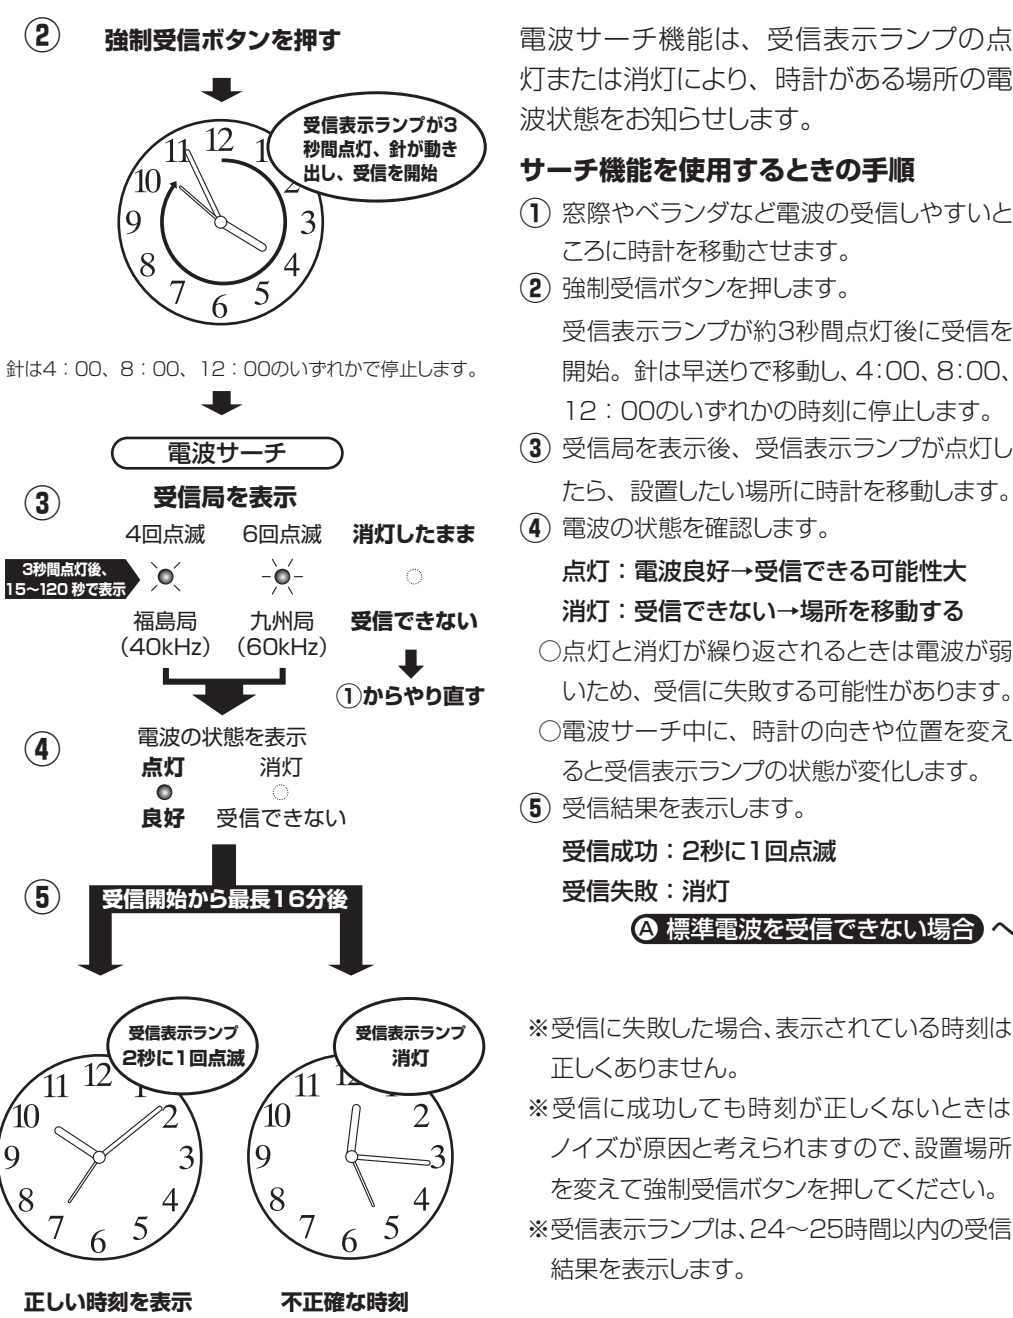 ② 強制受信ボタンを押す
受信表示ランプが3
秒間点灯、針が動き
出し、受信を開始
11 12 1
10 2
9 3
8 4
7 6 5
針は4：00、8：00、12：00のいずれかで停止します。
電波サーチ
③ 受信局を表示
4回点滅 6回点滅 消灯したまま
3秒間点灯後、
15～120 秒で表示
福島局 九州局 受信できない
（40kHz） （60kHz）
①からやり直す
④ 電波の状態を表示
点灯 消灯
良好 受信できない
⑤ 受信開始から最長16分後
受信表示ランプ
2秒に1回点滅
11 12 1
10 2
9 3
8 4
7 6 5
正しい時刻を表示
受信表示ランプ
消灯
11 12 1
10 2
9 3
8 4
7 6 5
不正確な時刻
電波サーチ機能は、受信表示ランプの点
灯または消灯により、時計がある場所の電
波状態をお知らせします。
サーチ機能を使用するときの手順
① 窓際やベランダなど電波の受信しやすいと
ころに時計を移動させます。
② 強制受信ボタンを押します。
受信表示ランプが約3秒間点灯後に受信を
開始。針は早送りで移動し、4：00、8：00、
12：00のいずれかの時刻に停止します。
③ 受信局を表示後、受信表示ランプが点灯し
たら、設置したい場所に時計を移動します。
④ 電波の状態を確認します。
点灯：電波良好→受信できる可能性大
消灯：受信できない→場所を移動する
○点灯と消灯が繰り返されるときは電波が弱
いため、受信に失敗する可能性があります。
○電波サーチ中に、時計の向きや位置を変え
ると受信表示ランプの状態が変化します。
⑤ 受信結果を表示します。
受信成功：2秒に1回点滅
受信失敗：消灯
Ⓐ 標準電波を受信できない場合 へ
※受信に失敗した場合、表示されている時刻は
正しくありません。
※受信に成功しても時刻が正しくないときは
ノイズが原因と考えられますので、設置場所
を変えて強制受信ボタンを押してください。
※受信表示ランプは、24～25時間以内の受信
結果を表示します。